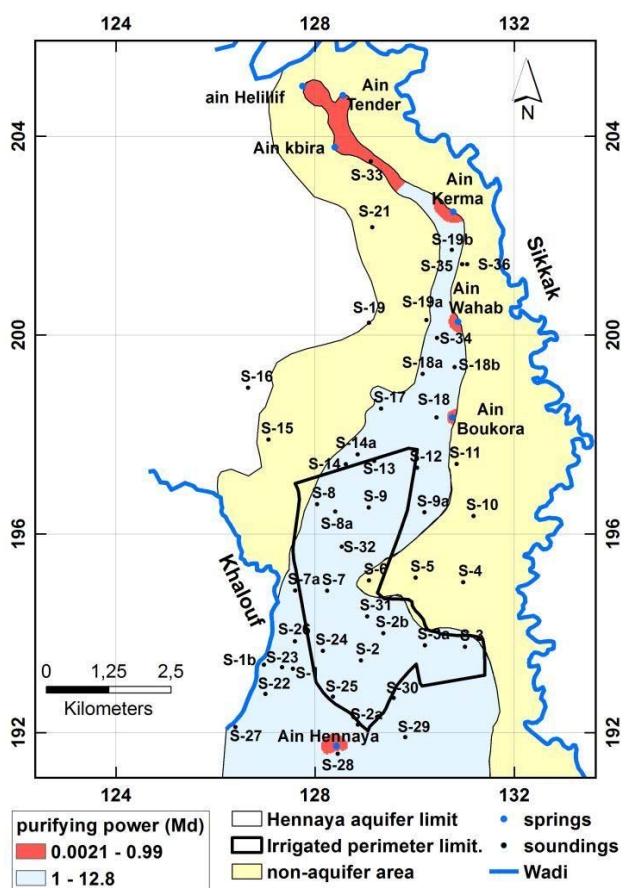 124 128 132
ain Helillif
Ain
Tender
N
204
204
Ain kbira
S-33
Ain
Kerma
S-21
S-19b
S-35
S-36
Sikkak
Ain
Wahab
S-19
S-19a
200
200
S-34
S-18a
S-18b
S-16
S-17
S-18
Ain
Boukora
S-15
S-14a
S-14
S-13
S-12
S-11
S-8
S-9
S-9a
S-10
S-8a
196
196
S-32
Khalouf
S-7a
S-7
S-6
S-5
S-4
S-31
S-26
S-2b
S-3a
S-3
S-24
S-2
S-1b
S-23
S-1
0 1,25 2,5
Kilometers
S-22
S-25
S-30
S-2a
S-27
Ain Hennaya
S-29
192
192
S-28
124 128 132
purifying power (Md)
0.0021 - 0.99
1 - 12.8
Hennaya aquifer limit
Irrigated perimeter limit.
non-aquifer area
springs
soundings
Wadi